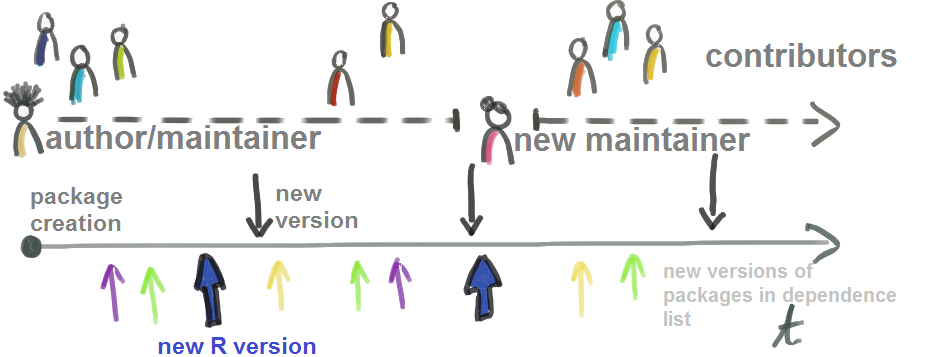 contributors
author/maintainer
new maintainer
package
creation
new
version
new versions of
packages in dependence
list
t
new R version